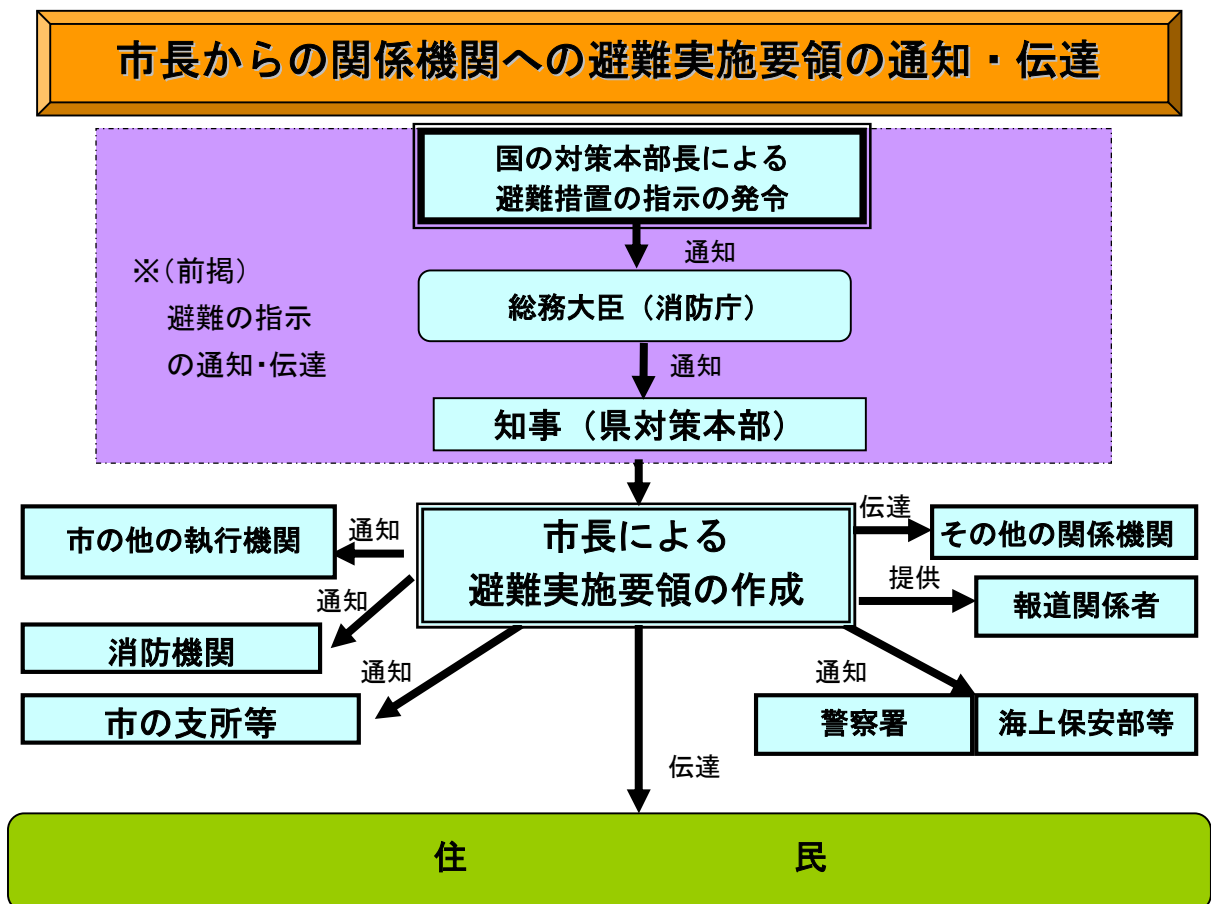 市長からの関係機関への避難実施要領の通知・伝達
国の対策本部長による
避難措置の指示の発令
通知
※(前掲)
避難の指示
の通知・伝達
総務大臣（消防庁）
通知
知事（県対策本部）
市長による
避難実施要領の作成
通知
市の他の執行機関
通知
消防機関
通知
市の支所等
伝達
その他の関係機関
提供
報道関係者
通知
警察署
海上保安部等
伝達
住　　　民